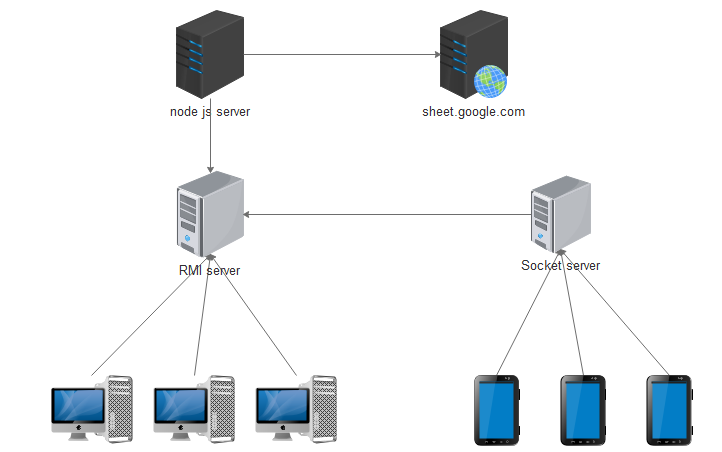 node js server
sheet.google.com
RMI server
Socket server